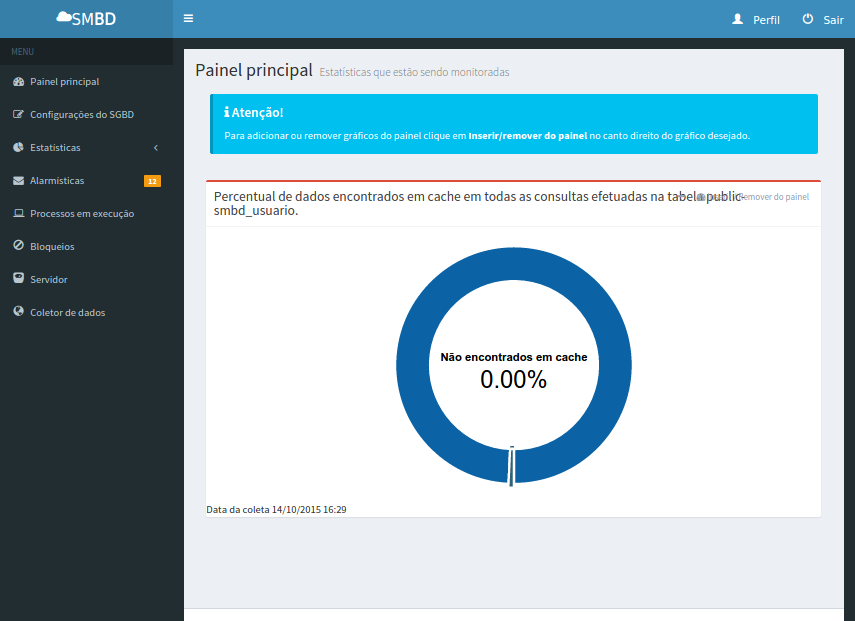 SMBD
Perfil
Sair
MENU
Painel principal
Configurações do SGBD
Estatísticas
Alarmísticas
12
Processos em execução
Bloqueios
Servidor
Coletor de dados
Painel principal Estatísticas que estão sendo monitoradas
Atenção!
Para adicionar ou remover gráficos do painel clique em Inserir/remover do painel no canto direito do gráfico desejado.
Percentual de dados encontrados em cache em todas as consultas efetuadas na tabela public.
smbd_usuario.
Remover do painel
Não encontrados em cache
0.00%
Data da coleta 14/10/2015 16:29